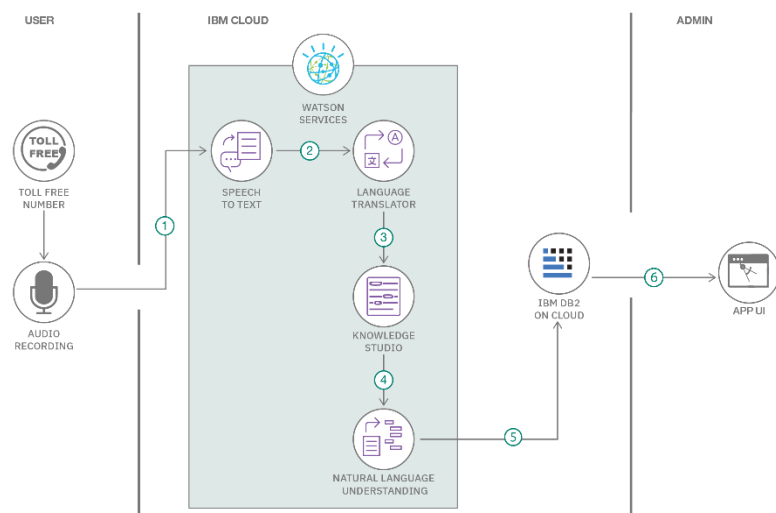 USER
IBM CLOUD
ADMIN
WATSON
SERVICES
TOLL
FREE
TOLL FREE
NUMBER
SPEECH
TO TEXT
2
A
文
LANGUAGE
TRANSLATOR
1
3
AUDIO
RECORDING
KNOWLEDGE
STUDIO
IBM DB2
ON CLOUD
6
APP UI
4
NATURAL LANGUAGE
UNDERSTANDING
5